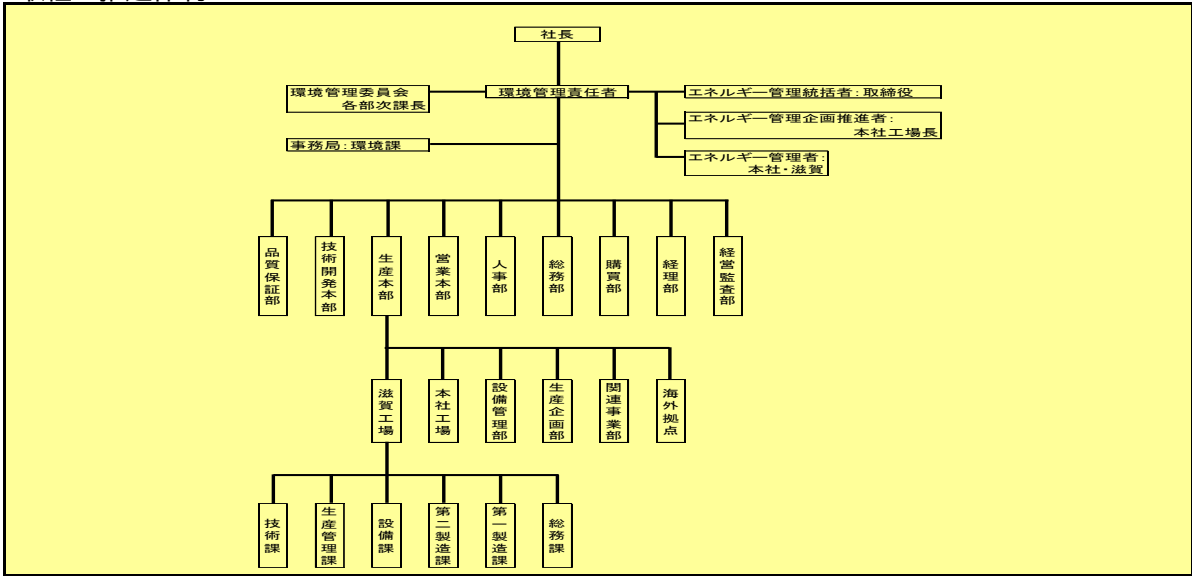 社長
環境管理委員会
各部次課長
環境管理責任者
エネルギー管理統括者：取締役
エネルギー管理企画推進者：
本社工場長
事務局：環境課
エネルギー管理者：
本社・滋賀
品質保証部
技術開発本部
生産本部
営業本部
人事部
総務部
購買部
経理部
経営監査部
滋賀工場
本社工場
設備管理部
生産企画部
関連事業部
海外拠点
技術課
生産管理課
設備課
第二製造課
第一製造課
総務課